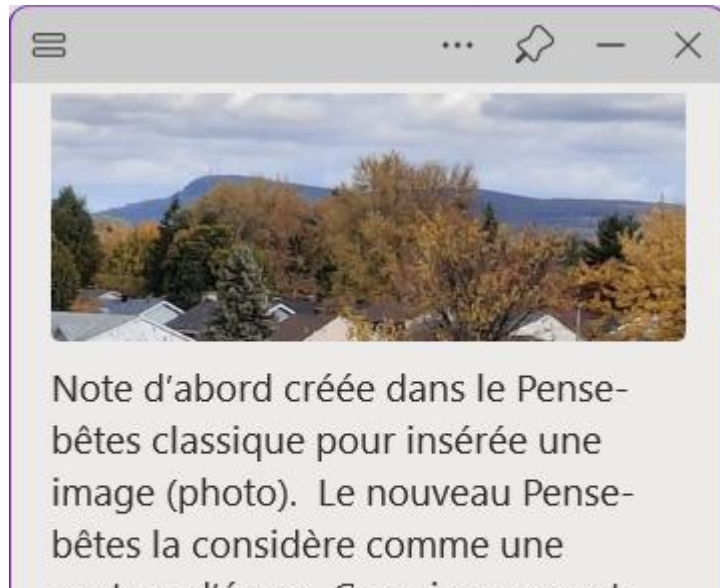 Note d'abord créée dans le Pense-
bêtes classique pour insérée une
image (photo).  Le nouveau Pense-
bêtes la considère comme une